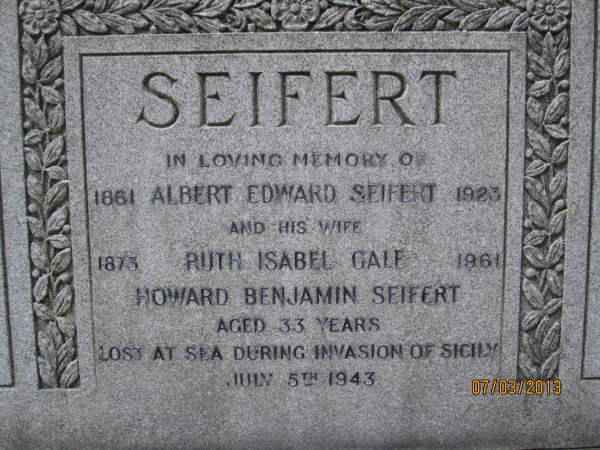 SEIFERT
IN LOVING MEMORY OF
1861 ALBERT EDWARD SEIFERT 1923
AND HIS WIFE
1873 RUTH ISABEL GALE 1961
HOWARD BENJAMIN SEIFERT
AGED 33 YEARS
LOST AT SEA DURING INVASION OF SICILY
JULY 5TH 1943
07/03/2013